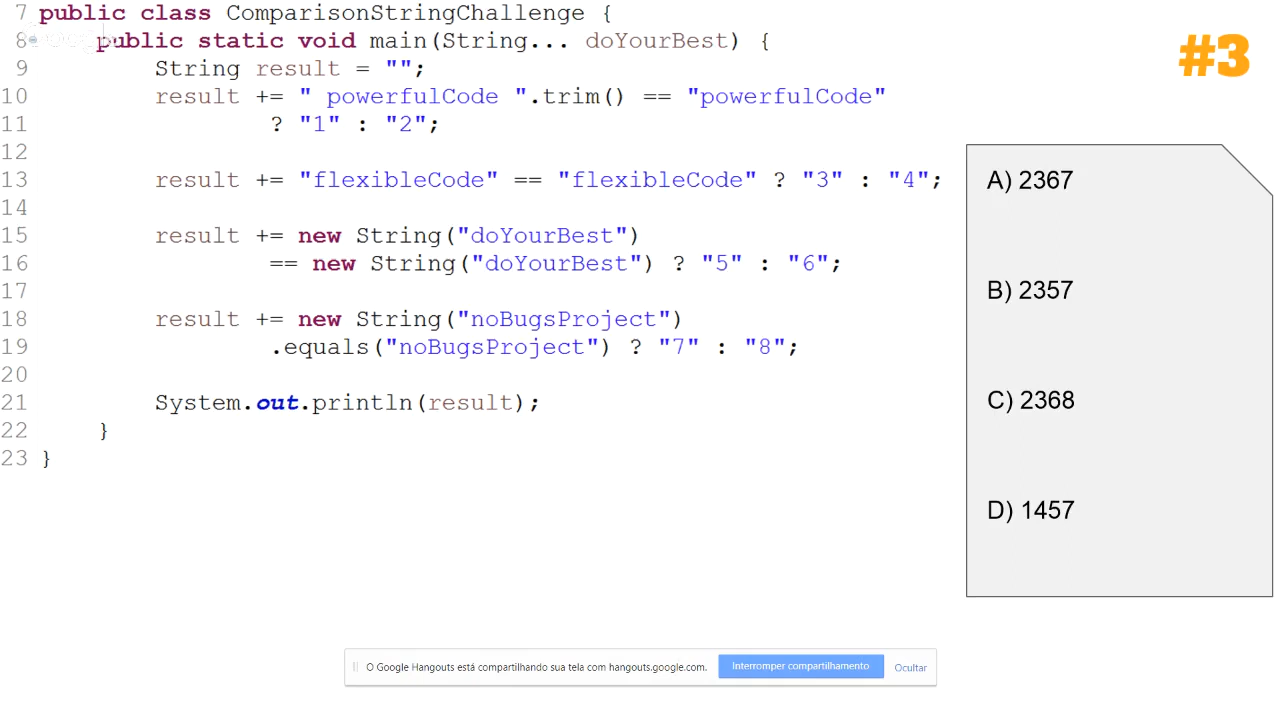 7 public class ComparisonStringChallenge {
8 public static void main(String... doYourBest) {
9 String result = "";
10 result += " powerfulCode ".trim() == "powerfulCode"
11 ? "1" : "2";
12
13 result += "flexibleCode" == "flexibleCode" ? "3" : "4";
14
15 result += new String("doYourBest")
16 == new String("doYourBest") ? "5" : "6";
17
18 result += new String("noBugsProject")
19 .equals("noBugsProject") ? "7" : "8";
20
21 System.out.println(result);
22 }
23 }
#3
A) 2367
B) 2357
C) 2368
D) 1457
O Google Hangouts está compartilhando sua tela com hangouts.google.com.
Interromper compartilhamento
Ocultar